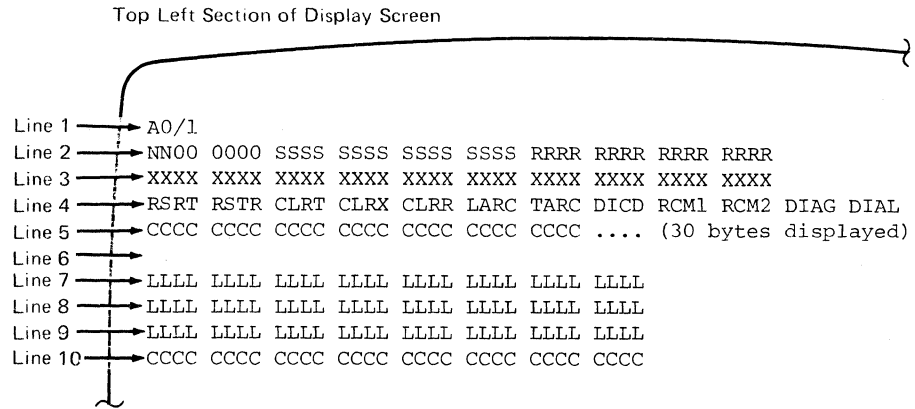 Top Left Section of Display Screen
Line 1 A0/1
Line 2 NN00 0000 SSSS SSSS SSSS SSSS RRRR RRRR RRRR RRRR
Line 3 XXXX XXXX XXXX XXXX XXXX XXXX XXXX XXXX XXXX XXXX
Line 4 RSRT RSTR CLRT CLRX CLRR LARC TARC DICD RCM1 RCM2 DIAG DIAL
Line 5 CCCC CCCC CCCC CCCC CCCC CCCC CCCC .... (30 bytes displayed)
Line 6
Line 7 LLLL LLLL LLLL LLLL LLLL LLLL LLLL LLLL
Line 8 LLLL LLLL LLLL LLLL LLLL LLLL LLLL LLLL
Line 9 LLLL LLLL LLLL LLLL LLLL LLLL LLLL LLLL
Line 10 CCCC CCCC CCCC CCCC CCCC CCCC CCCC CCCC